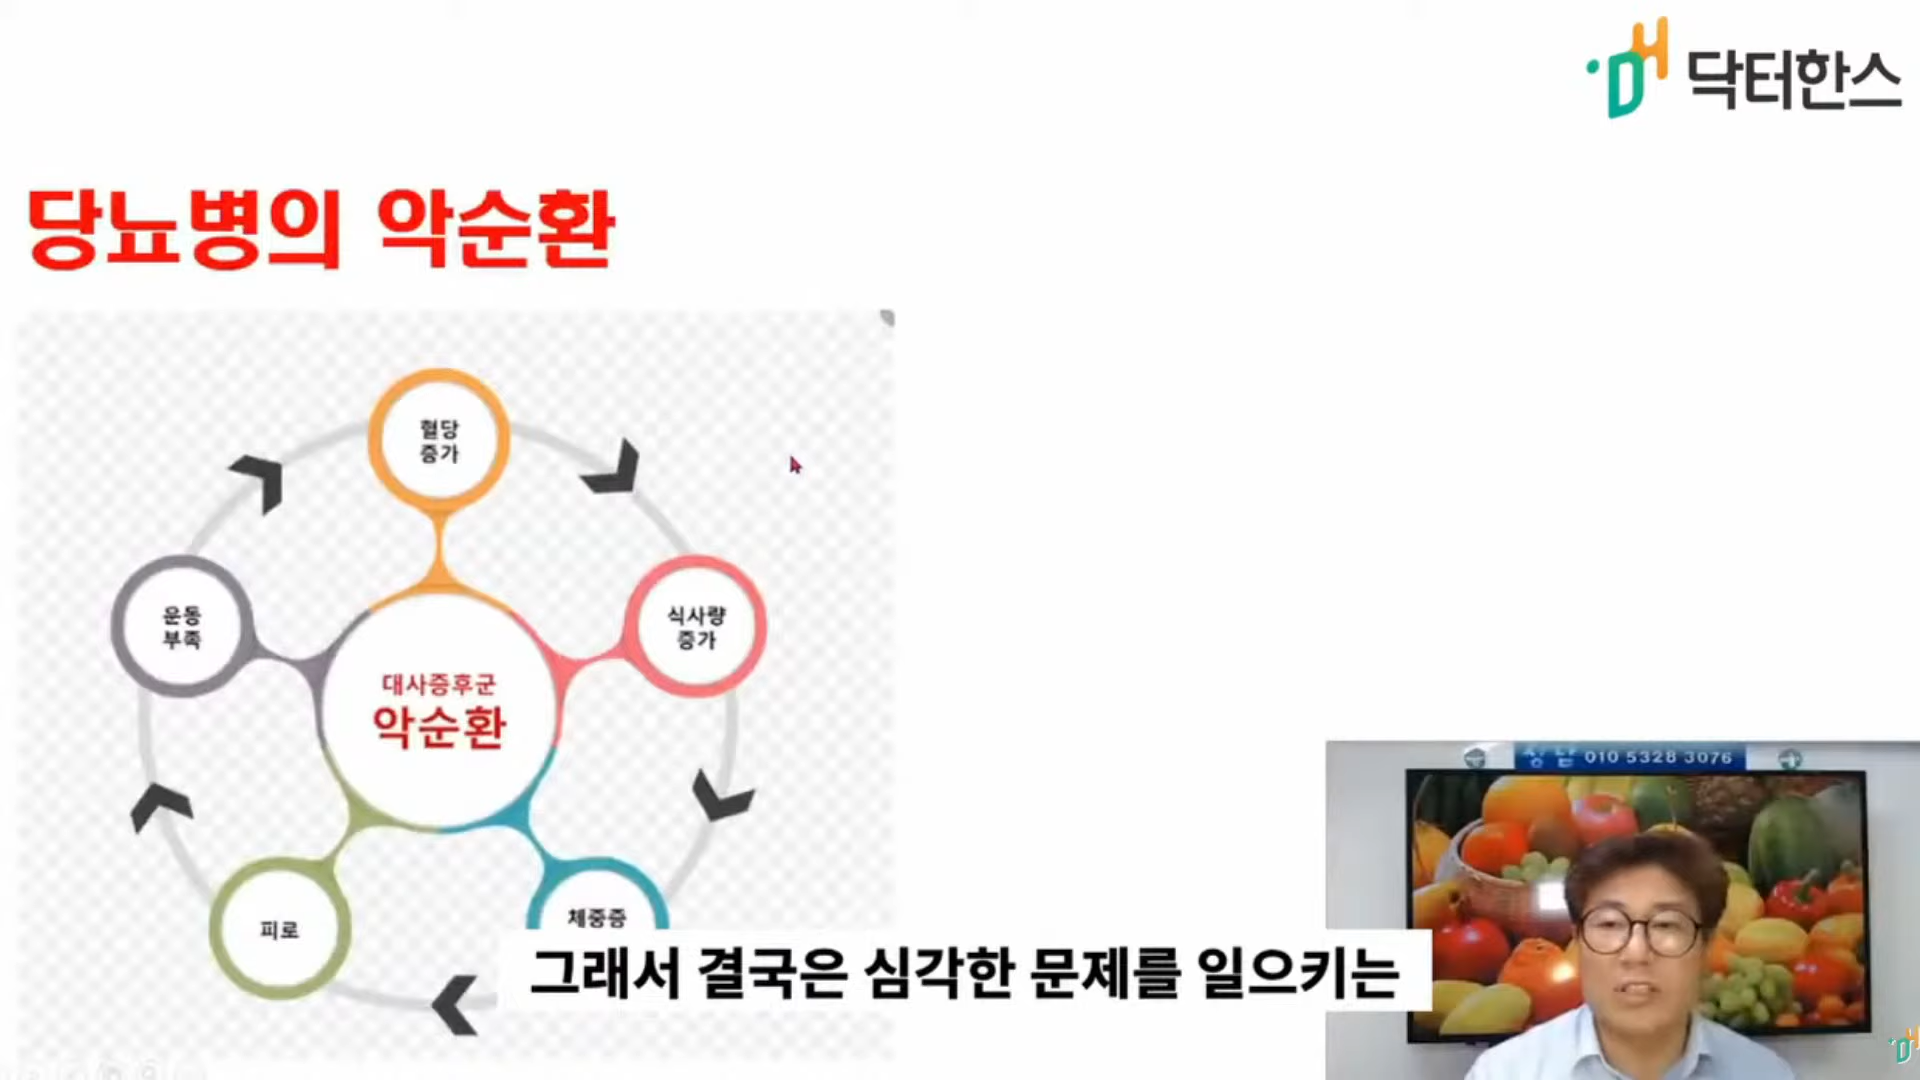 닥터한스
당뇨병의 악순환
혈당
증가
운동
부족
식사량
증가
대사증후군
악순환
피로
체중증
그래서 결국은 심각한 문제를 일으키는
상담 010 5328 3076